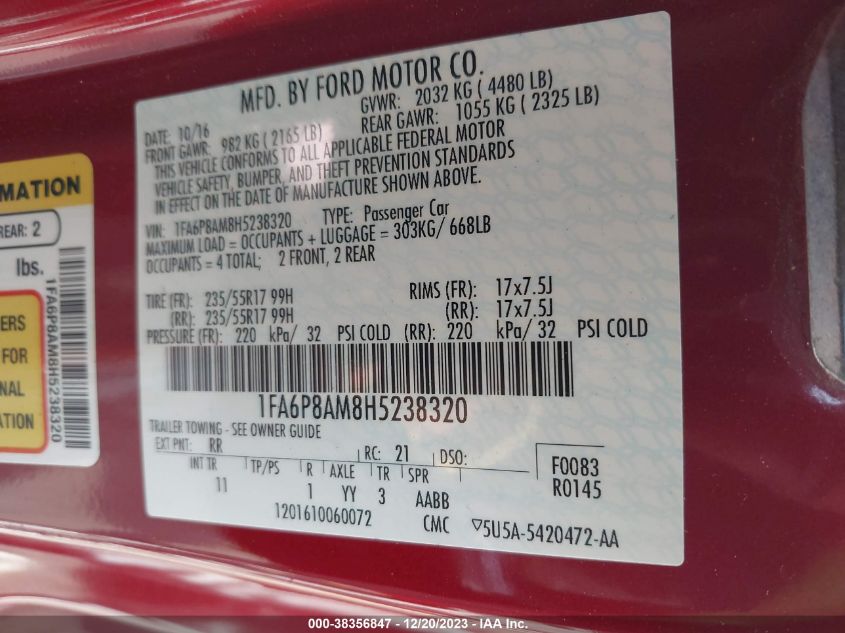 MFD. BY FORD MOTOR CO.
DATE: 10/16 GVWR: 2032 KG ( 4480 LB)
FRONT GAWR: 982 KG ( 2165 LB) REAR GAWR: 1055 KG ( 2325 LB)
THIS VEHICLE CONFORMS TO ALL APPLICABLE FEDERAL MOTOR
VEHICLE SAFETY, BUMPER, AND THEFT PREVENTION STANDARDS
IN EFFECT ON THE DATE OF MANUFACTURE SHOWN ABOVE.
VIN: 1FA6P8AM8H5238320 TYPE: Passenger Car
MAXIMUM LOAD = OCCUPANTS + LUGGAGE = 303KG/ 668LB
OCCUPANTS = 4 TOTAL; 2 FRONT, 2 REAR
TIRE (FR): 235/55R17 99H RIMS (FR): 17x7.5J
(RR): 235/55R17 99H (RR): 17x7.5J
PRESSURE (FR): 220 kPa/ 32 PSI COLD (RR): 220 kPa/ 32 PSI COLD
1FA6P8AM8H5238320
TRAILER TOWING - SEE OWNER GUIDE
EXT PNT: RR RC: 21 DSO: F0083
INT TR TP/PS R AXLE TR SPR R0145
11 1 YY 3 AABB
1201610060072 CMC ▽5U5A-5420472-AA
MATION
REAR: 2
lbs.
ERS
FOR
NAL
ATION
1FA6P8AM8H5238320
000-38356847 - 12/20/2023 - IAA Inc.